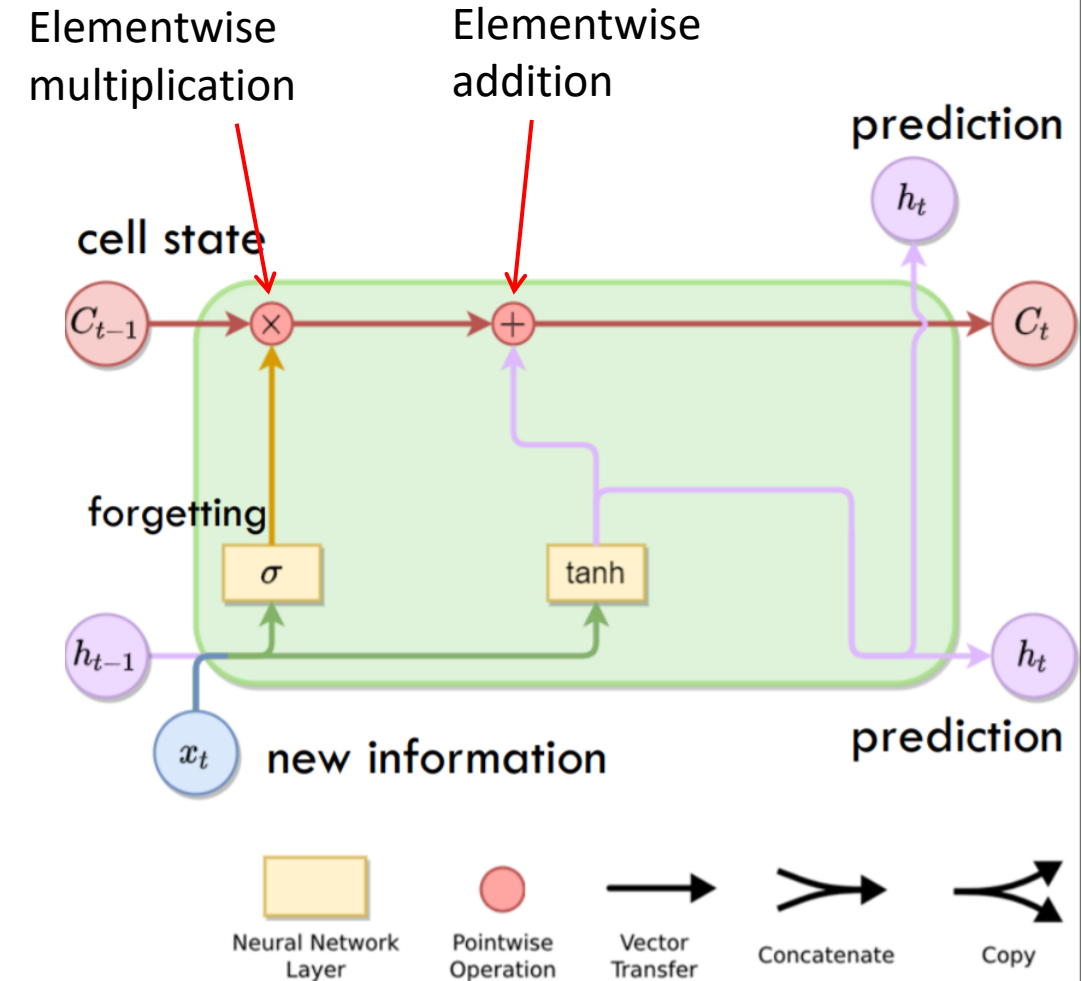 Elementwise
multiplication
Elementwise
addition
prediction
h_t
cell state
C_{t-1}
×
+
C_t
forgetting
σ
tanh
h_{t-1}
h_t
x_t
new information
prediction
Neural Network
Layer
Pointwise
Operation
Vector
Transfer
Concatenate
Copy